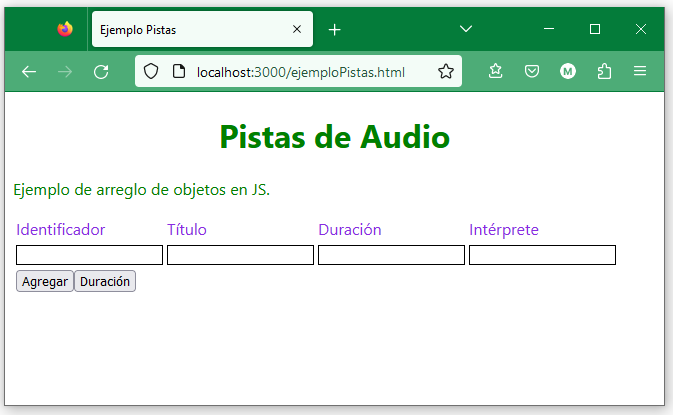 Ejemplo Pistas
localhost:3000/ejemploPistas.html
M
Pistas de Audio
Ejemplo de arreglo de objetos en JS.
Identificador Título Duración Intérprete
Agregar Duración